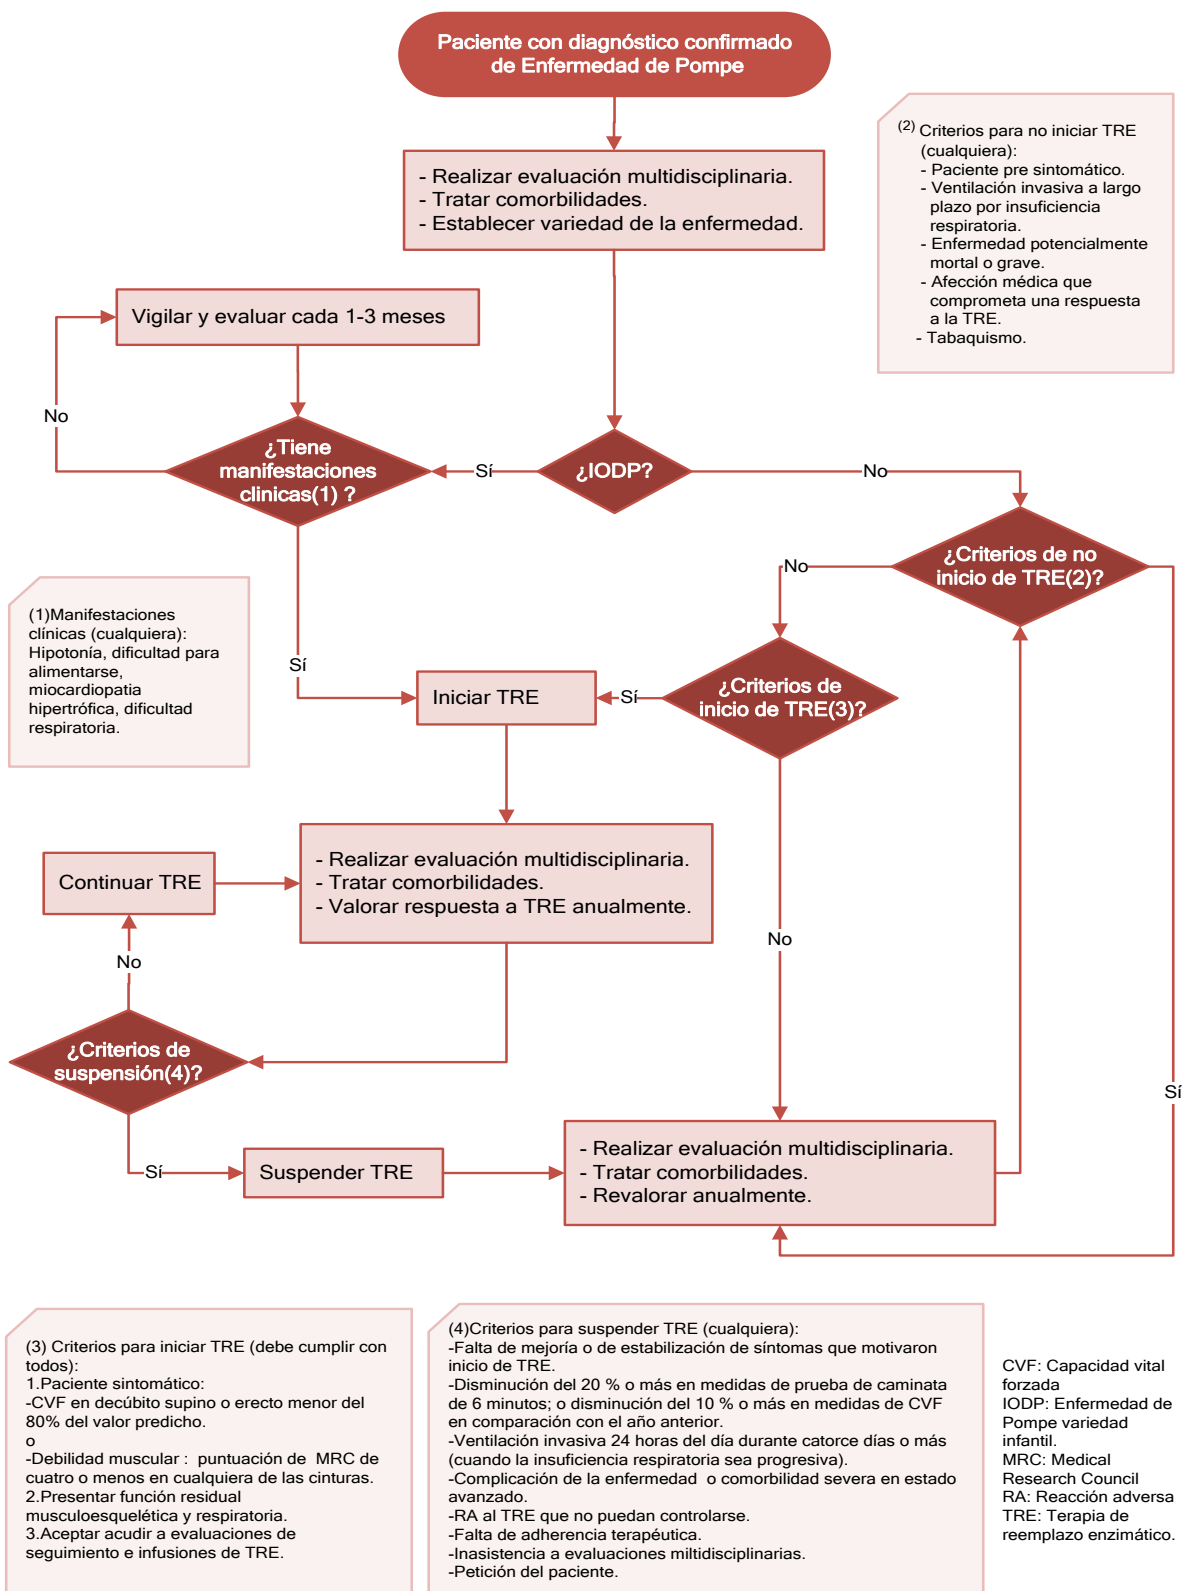 Paciente con diagnóstico confirmado
de Enfermedad de Pompe
(2) Criterios para no iniciar TRE
(cualquiera):
- Paciente pre sintomático.
- Ventilación invasiva a largo
plazo por insuficiencia
respiratoria.
- Enfermedad potencialmente
mortal o grave.
- Afección médica que
comprometa una respuesta
a la TRE.
- Tabaquismo.
- Realizar evaluación multidisciplinaria.
- Tratar comorbilidades.
- Establecer variedad de la enfermedad.
Vigilar y evaluar cada 1-3 meses
No
¿Tiene
manifestaciones
clinicas(1) ?
Sí
¿IODP?
No
¿Criterios de no
inicio de TRE(2)?
No
(1)Manifestaciones
clínicas (cualquiera):
Hipotonía, dificultad para
alimentarse,
miocardiopatia
hipertrófica, dificultad
respiratoria.
Sí
Iniciar TRE
Sí
¿Criterios de
inicio de TRE(3)?
- Realizar evaluación multidisciplinaria.
- Tratar comorbilidades.
- Valorar respuesta a TRE anualmente.
Continuar TRE
No
No
¿Criterios de
suspensión(4)?
Sí
Sí
Suspender TRE
- Realizar evaluación multidisciplinaria.
- Tratar comorbilidades.
- Revalorar anualmente.
(3) Criterios para iniciar TRE (debe cumplir con
todos):
1.Paciente sintomático:
-CVF en decúbito supino o erecto menor del
80% del valor predicho.
o
-Debilidad muscular : puntuación de MRC de
cuatro o menos en cualquiera de las cinturas.
2.Presentar función residual
musculoesquelética y respiratoria.
3.Aceptar acudir a evaluaciones de
seguimiento e infusiones de TRE.
(4)Criterios para suspender TRE (cualquiera):
-Falta de mejoría o de estabilización de síntomas que motivaron
inicio de TRE.
-Disminución del 20 % o más en medidas de prueba de caminata
de 6 minutos; o disminución del 10 % o más en medidas de CVF
en comparación con el año anterior.
-Ventilación invasiva 24 horas del día durante catorce días o más
(cuando la insuficiencia respiratoria sea progresiva).
-Complicación de la enfermedad o comorbilidad severa en estado
avanzado.
-RA al TRE que no puedan controlarse.
-Falta de adherencia terapéutica.
-Inasistencia a evaluaciones miltidisciplinarias.
-Petición del paciente.
CVF: Capacidad vital
forzada
IODP: Enfermedad de
Pompe variedad
infantil.
MRC: Medical
Research Council
RA: Reacción adversa
TRE: Terapia de
reemplazo enzimático.